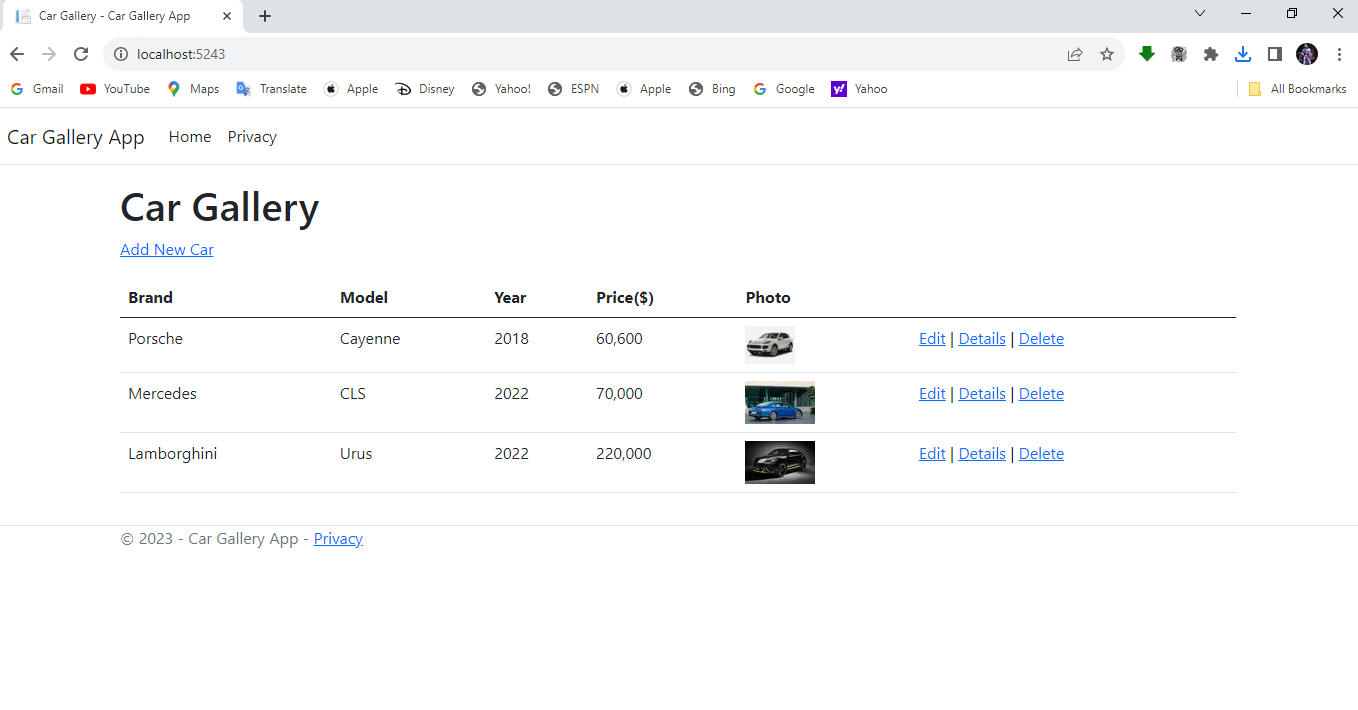 Car Gallery - Car Gallery App
localhost:5243
Gmail YouTube Maps Translate Apple Disney Yahoo! ESPN Apple Bing Google Yahoo All Bookmarks
Car Gallery App Home Privacy
Car Gallery
Add New Car
Brand Model Year Price($) Photo
Porsche Cayenne 2018 60,600 Edit | Details | Delete
Mercedes CLS 2022 70,000 Edit | Details | Delete
Lamborghini Urus 2022 220,000 Edit | Details | Delete
© 2023 - Car Gallery App - Privacy